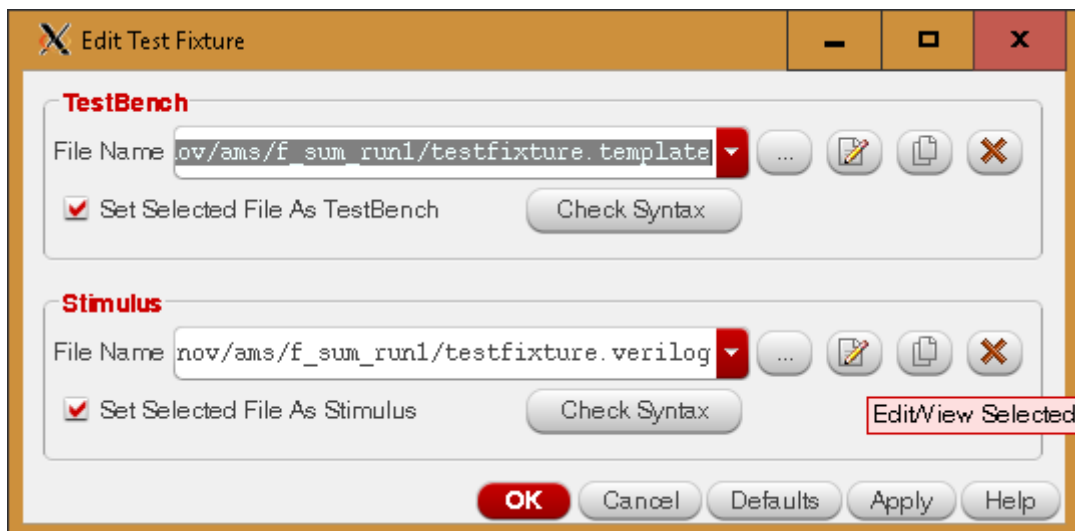 Edit Test Fixture
TestBench
File Name .ov/ams/f_sum_run1/testfixture.template ...
Set Selected File As TestBench Check Syntax
Stimulus
File Name nov/ams/f_sum_run1/testfixture.verilog ...
Set Selected File As Stimulus Check Syntax
Edit/View Selected
OK Cancel Defaults Apply Help